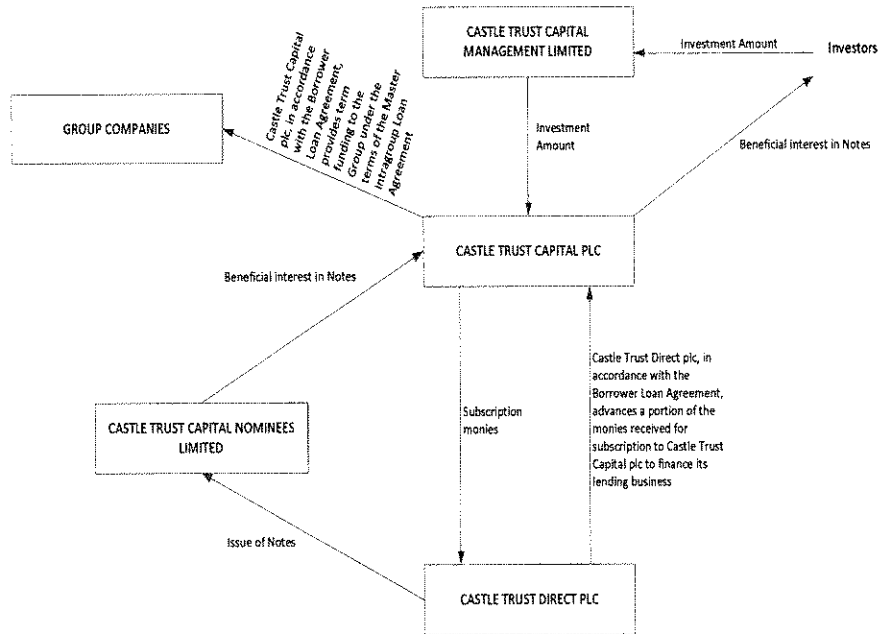 CASTLE TRUST CAPITAL
MANAGEMENT LIMITED
Investment Amount
Investors
GROUP COMPANIES
Castle Trust Capital
plc, in accordance
with the Borrower
Loan Agreement,
provides term
funding to the
Group under the
terms of the Master
Intragroup Loan
Agreement
Investment
Amount
Beneficial interest in Notes
CASTLE TRUST CAPITAL PLC
Beneficial interest in Notes
Castle Trust Direct plc, in
accordance with the
Borrower Loan Agreement,
advances a portion of the
monies received for
subscription to Castle Trust
Capital plc to finance its
lending business
Subscription
monies
CASTLE TRUST CAPITAL NOMINEES
LIMITED
Issue of Notes
CASTLE TRUST DIRECT PLC